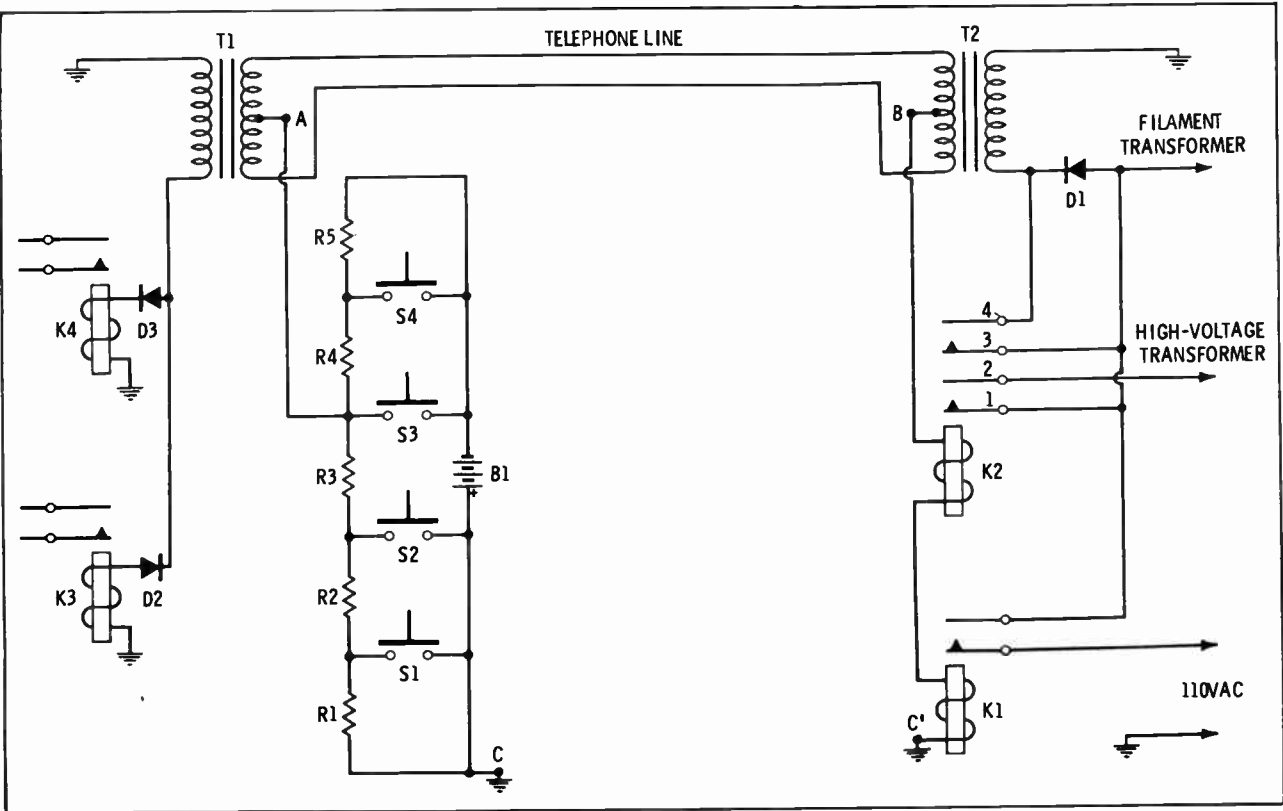 T1
TELEPHONE LINE
T2
A
B
FILAMENT
TRANSFORMER
D1
R5
S4
K4
D3
4
3
HIGH-VOLTAGE
TRANSFORMER
2
1
R4
S3
R3
B1
+
K2
S2
K3
D2
R2
S1
R1
110VAC
K1
C'
C